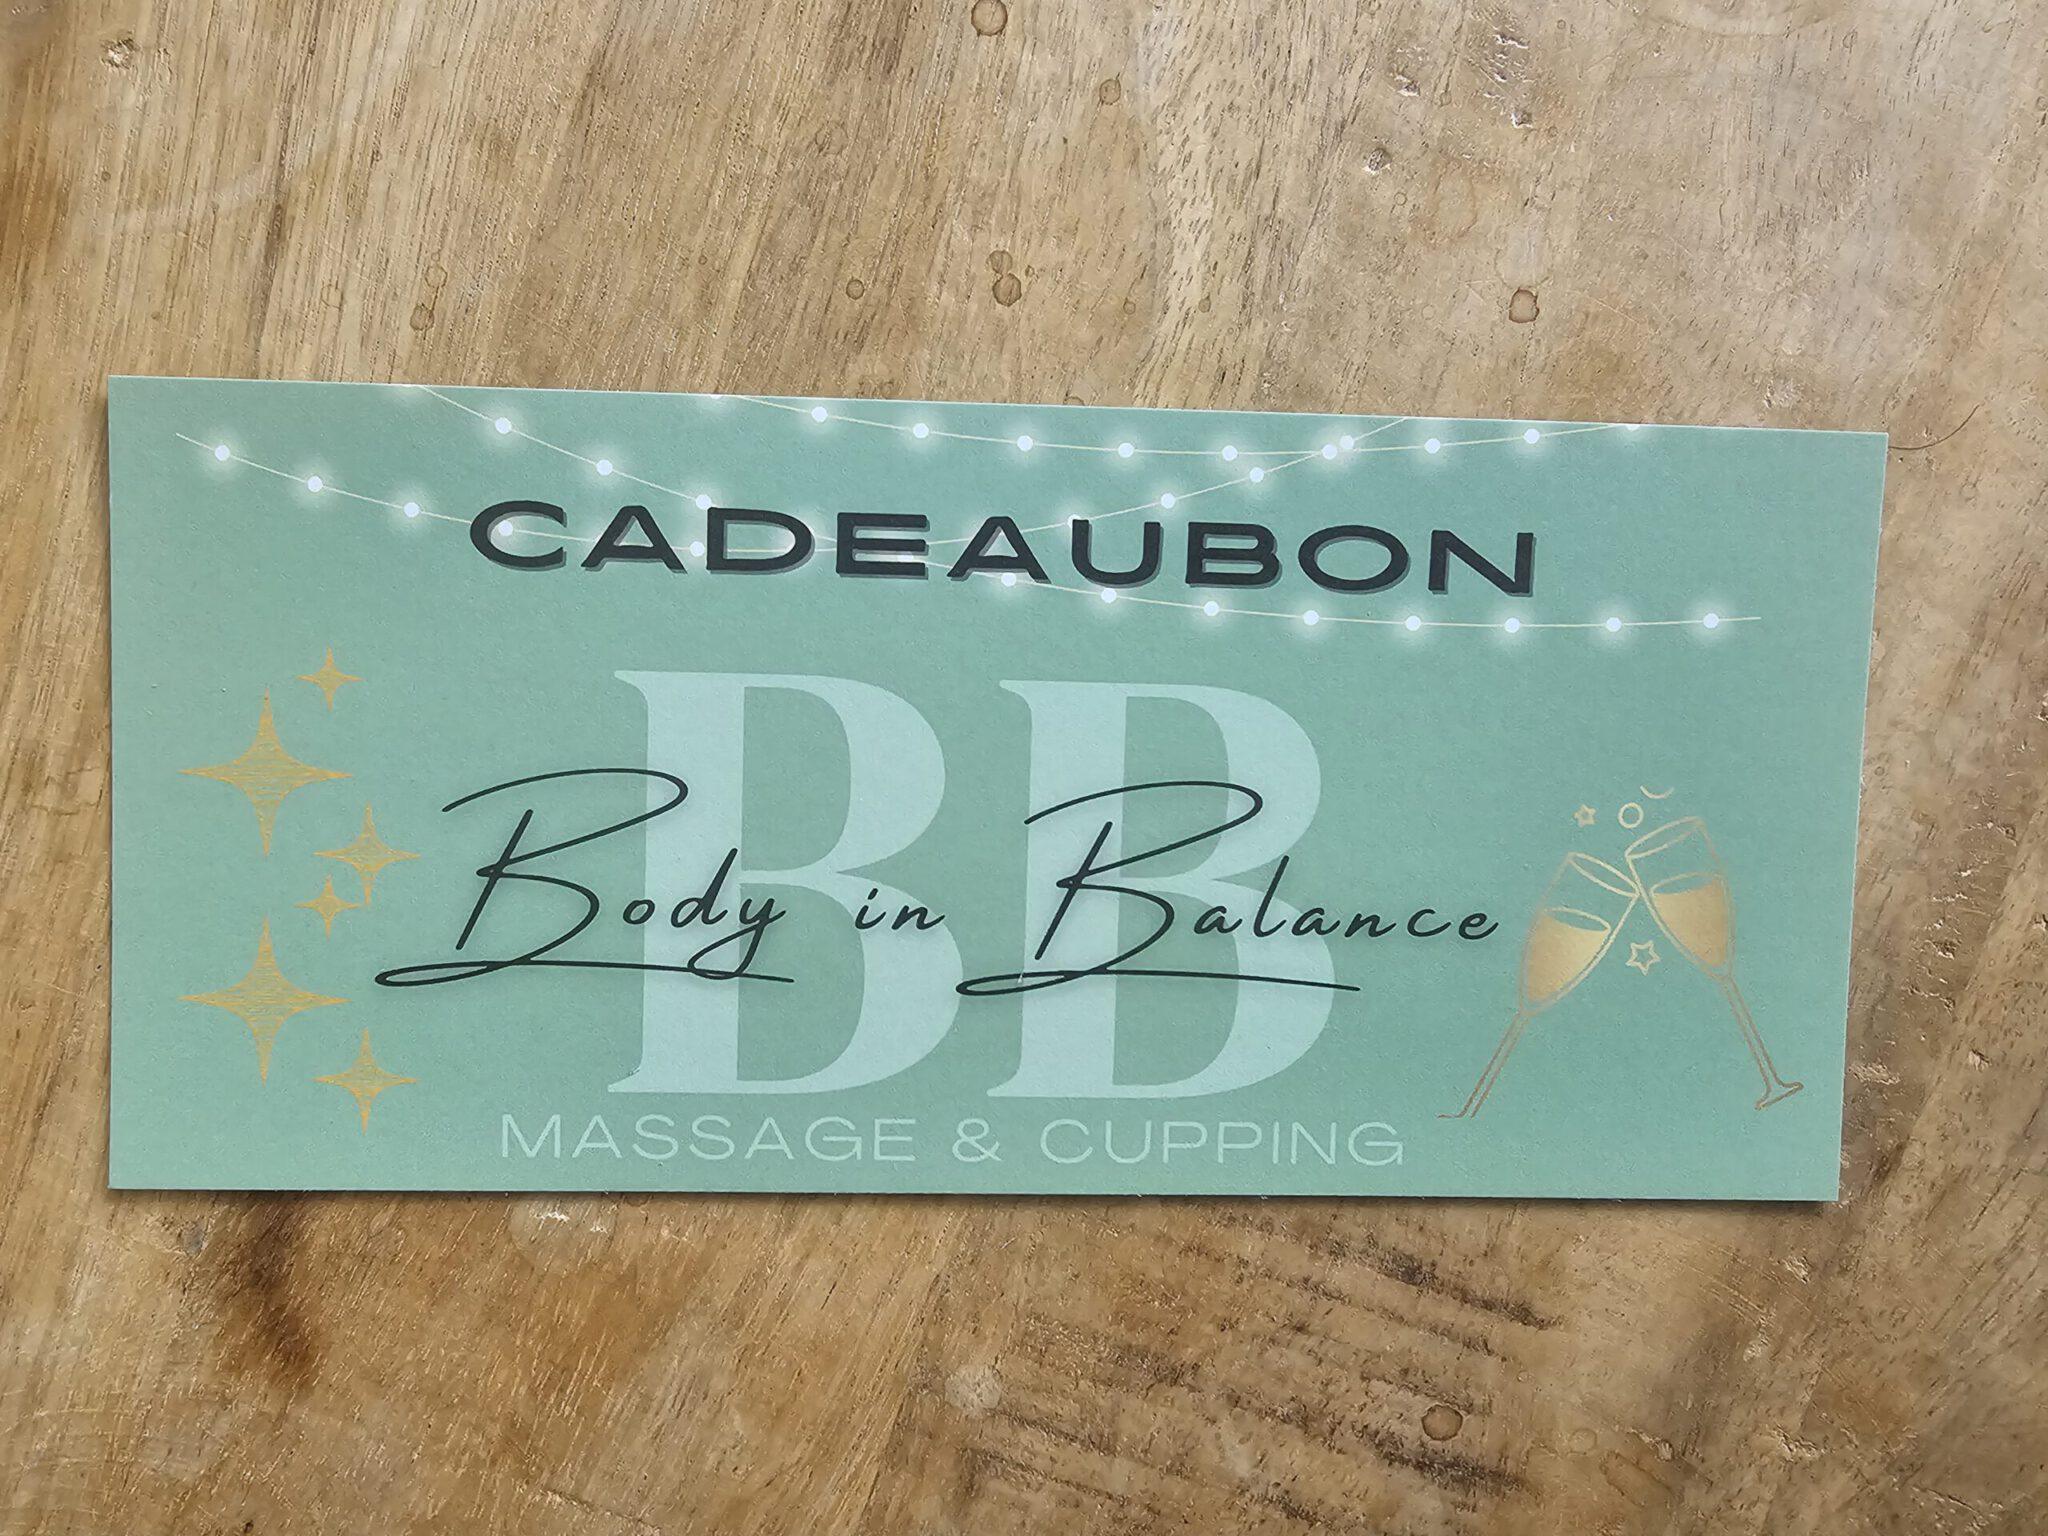 CADEAUBON
BB
Body in Balance
MASSAGE & CUPPING